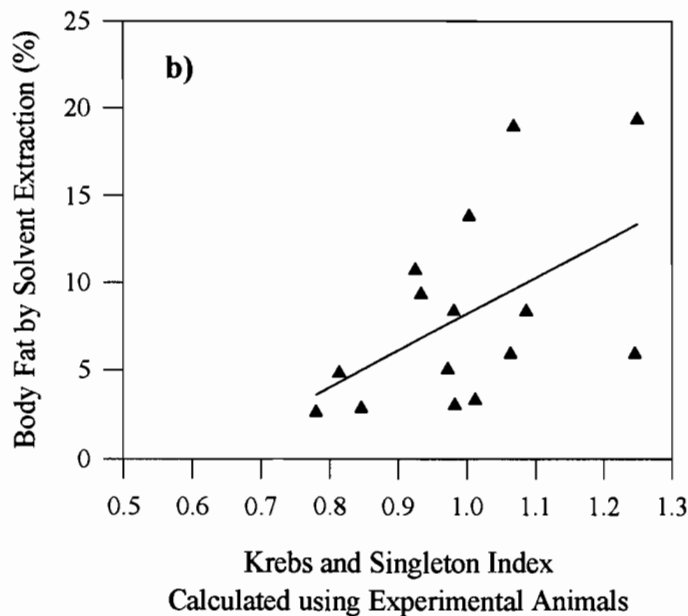 Body Fat by Solvent Extraction (%)
25
20
15
10
5
0
b)
0.5 0.6 0.7 0.8 0.9 1.0 1.1 1.2 1.3
Krebs and Singleton Index
Calculated using Experimental Animals